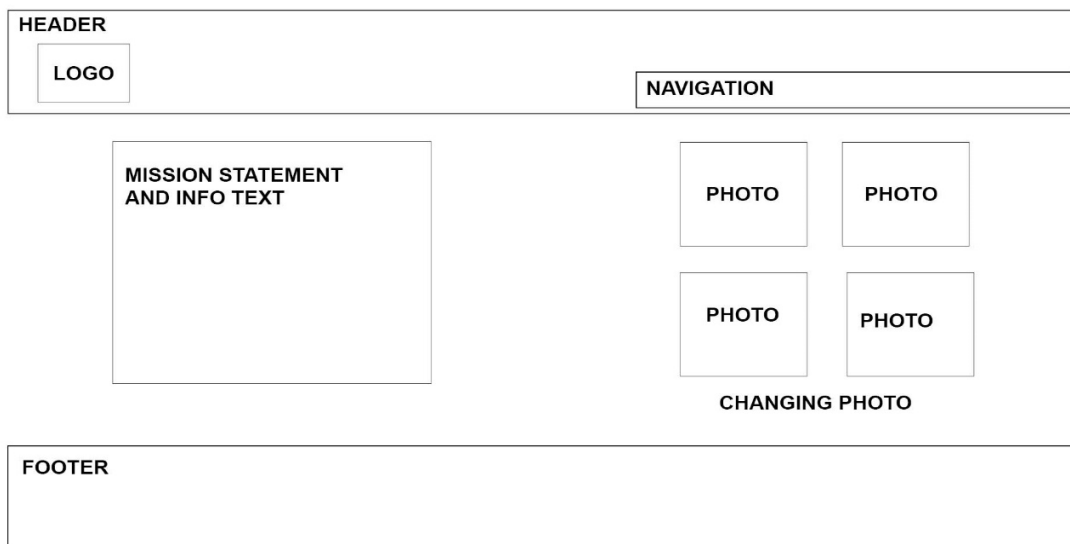 HEADER
LOGO
NAVIGATION
MISSION STATEMENT
AND INFO TEXT
PHOTO
PHOTO
PHOTO
PHOTO
CHANGING PHOTO
FOOTER